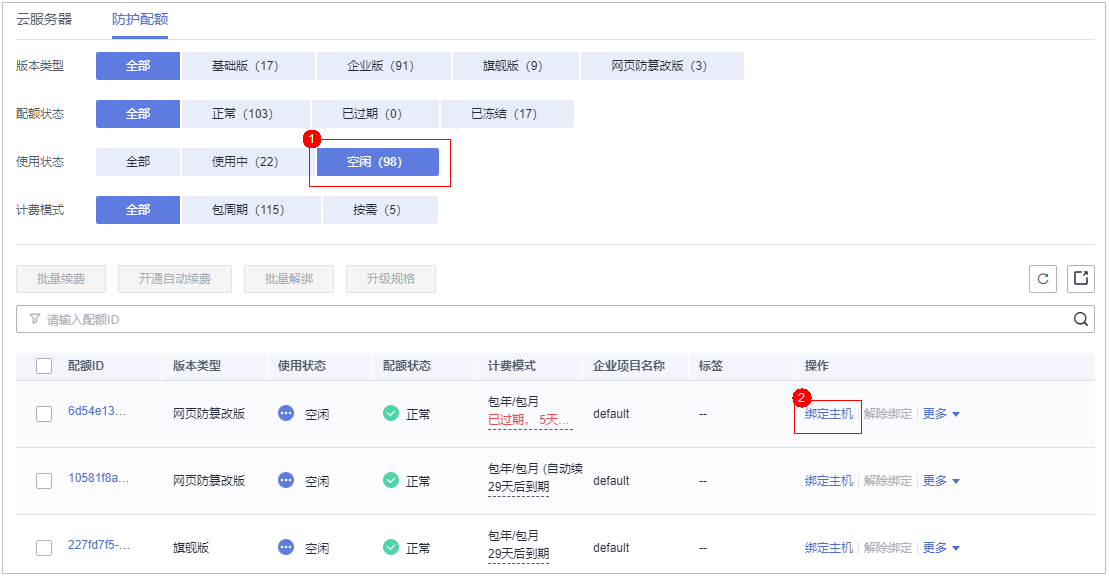 云服务器 防护配额
版本类型 全部 基础版（17） 企业版（91） 旗舰版（9） 网页防篡改版（3）
配额状态 全部 正常（103） 已过期（0） 已冻结（17）
1
使用状态 全部 使用中（22） 空闲（98）
计费模式 全部 包周期（115） 按需（5）
批量续费 开通自动续费 批量解绑 升级规格
请输入配额ID
配额ID 版本类型 使用状态 配额状态 计费模式 企业项目名称 标签 操作
2
6d54e13... 网页防篡改版 空闲 正常 包年/包月 default -- 绑定主机 解除绑定 更多
已过期， 5天...
10581f8a... 网页防篡改版 空闲 正常 包年/包月 (自动续 default -- 绑定主机 解除绑定 更多
29天后到期
227fd7f5-... 旗舰版 空闲 正常 包年/包月 default -- 绑定主机 解除绑定 更多
29天后到期